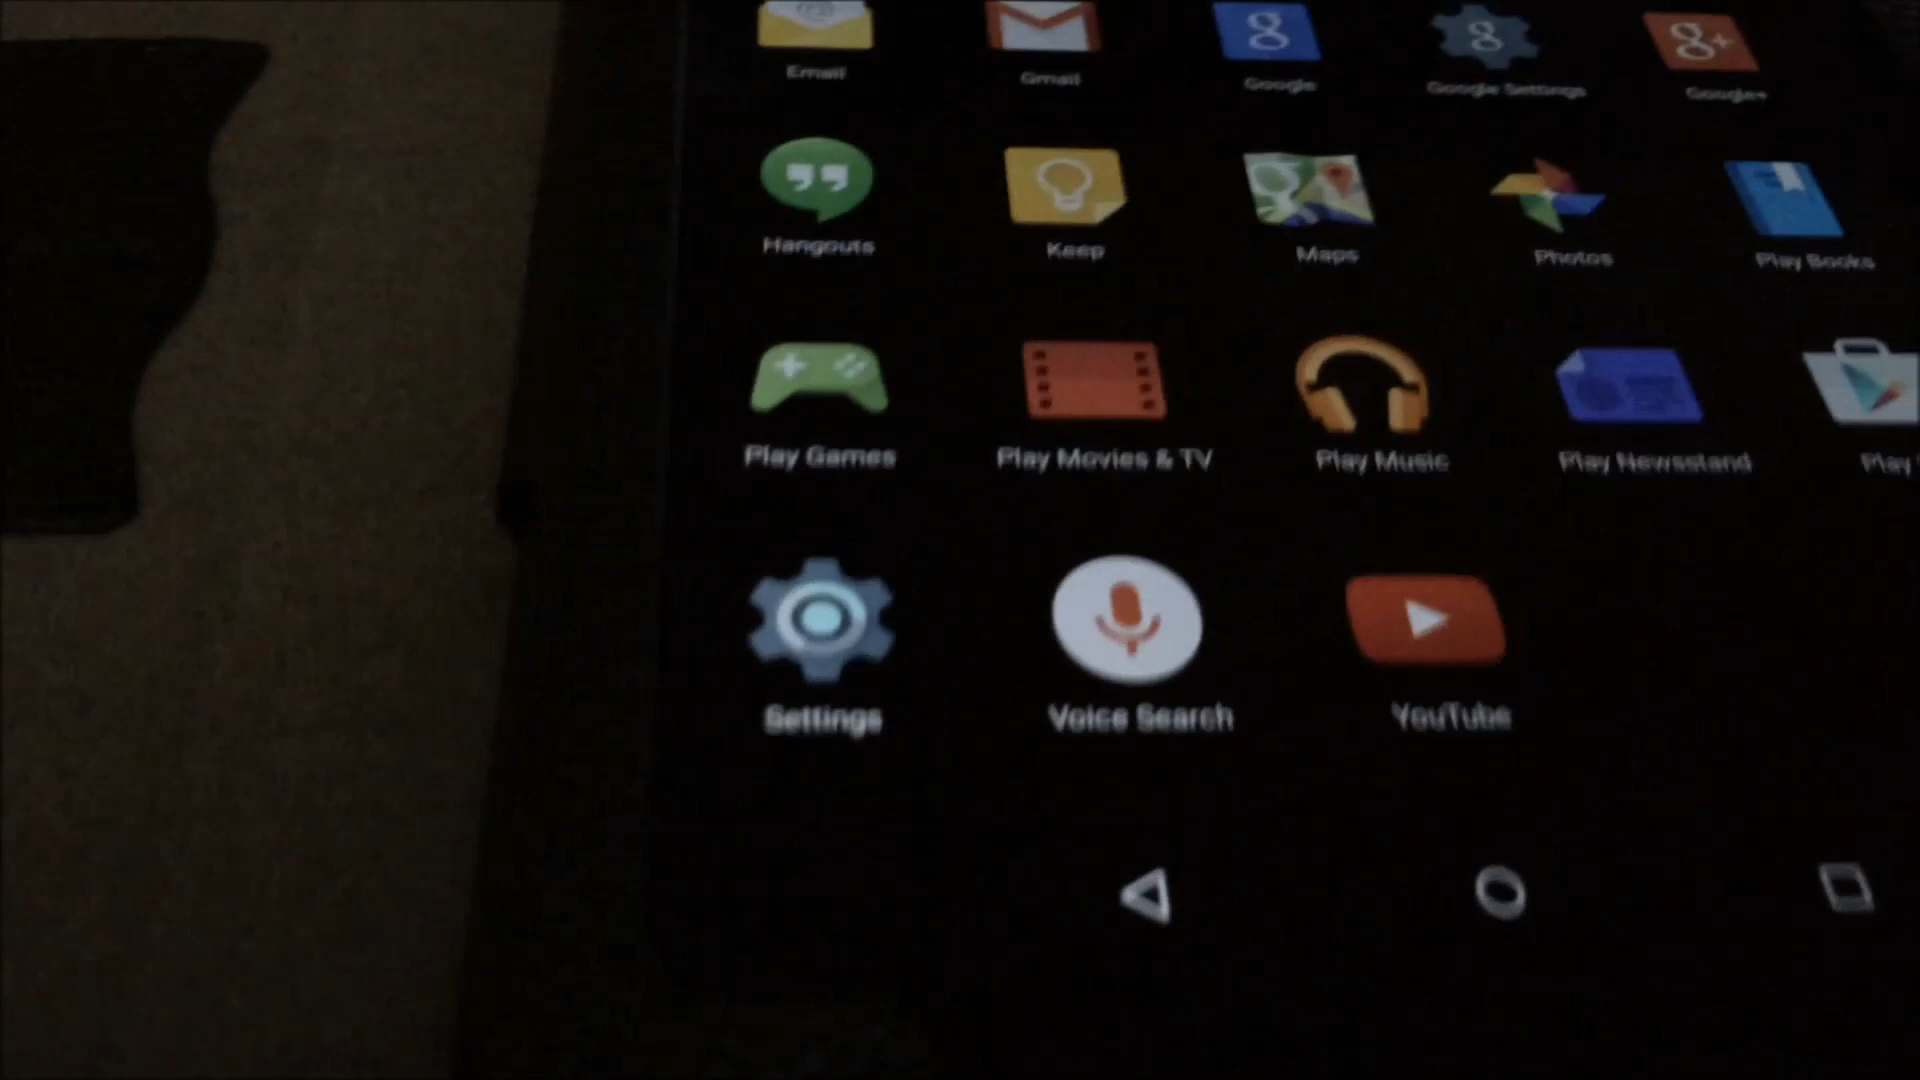 Email Gmail Google Google Settings Google+
Hangouts Keep Maps Photos Play Books
Play Games Play Movies & TV Play Music Play Newsstand Play
Settings Voice Search YouTube